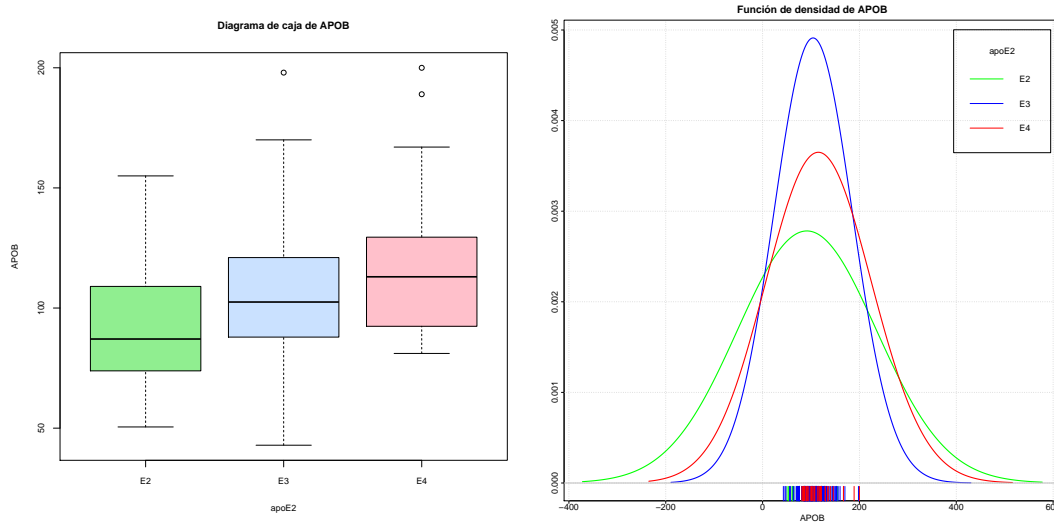 Diagrama de caja de APOB
APOB
200
150
100
50
E2
E3
E4
apoE2
Función de densidad de APOB
0.005
0.004
0.003
0.002
0.001
0.000
apoE2
E2
E3
E4
−400
−200
0
200
400
APOB